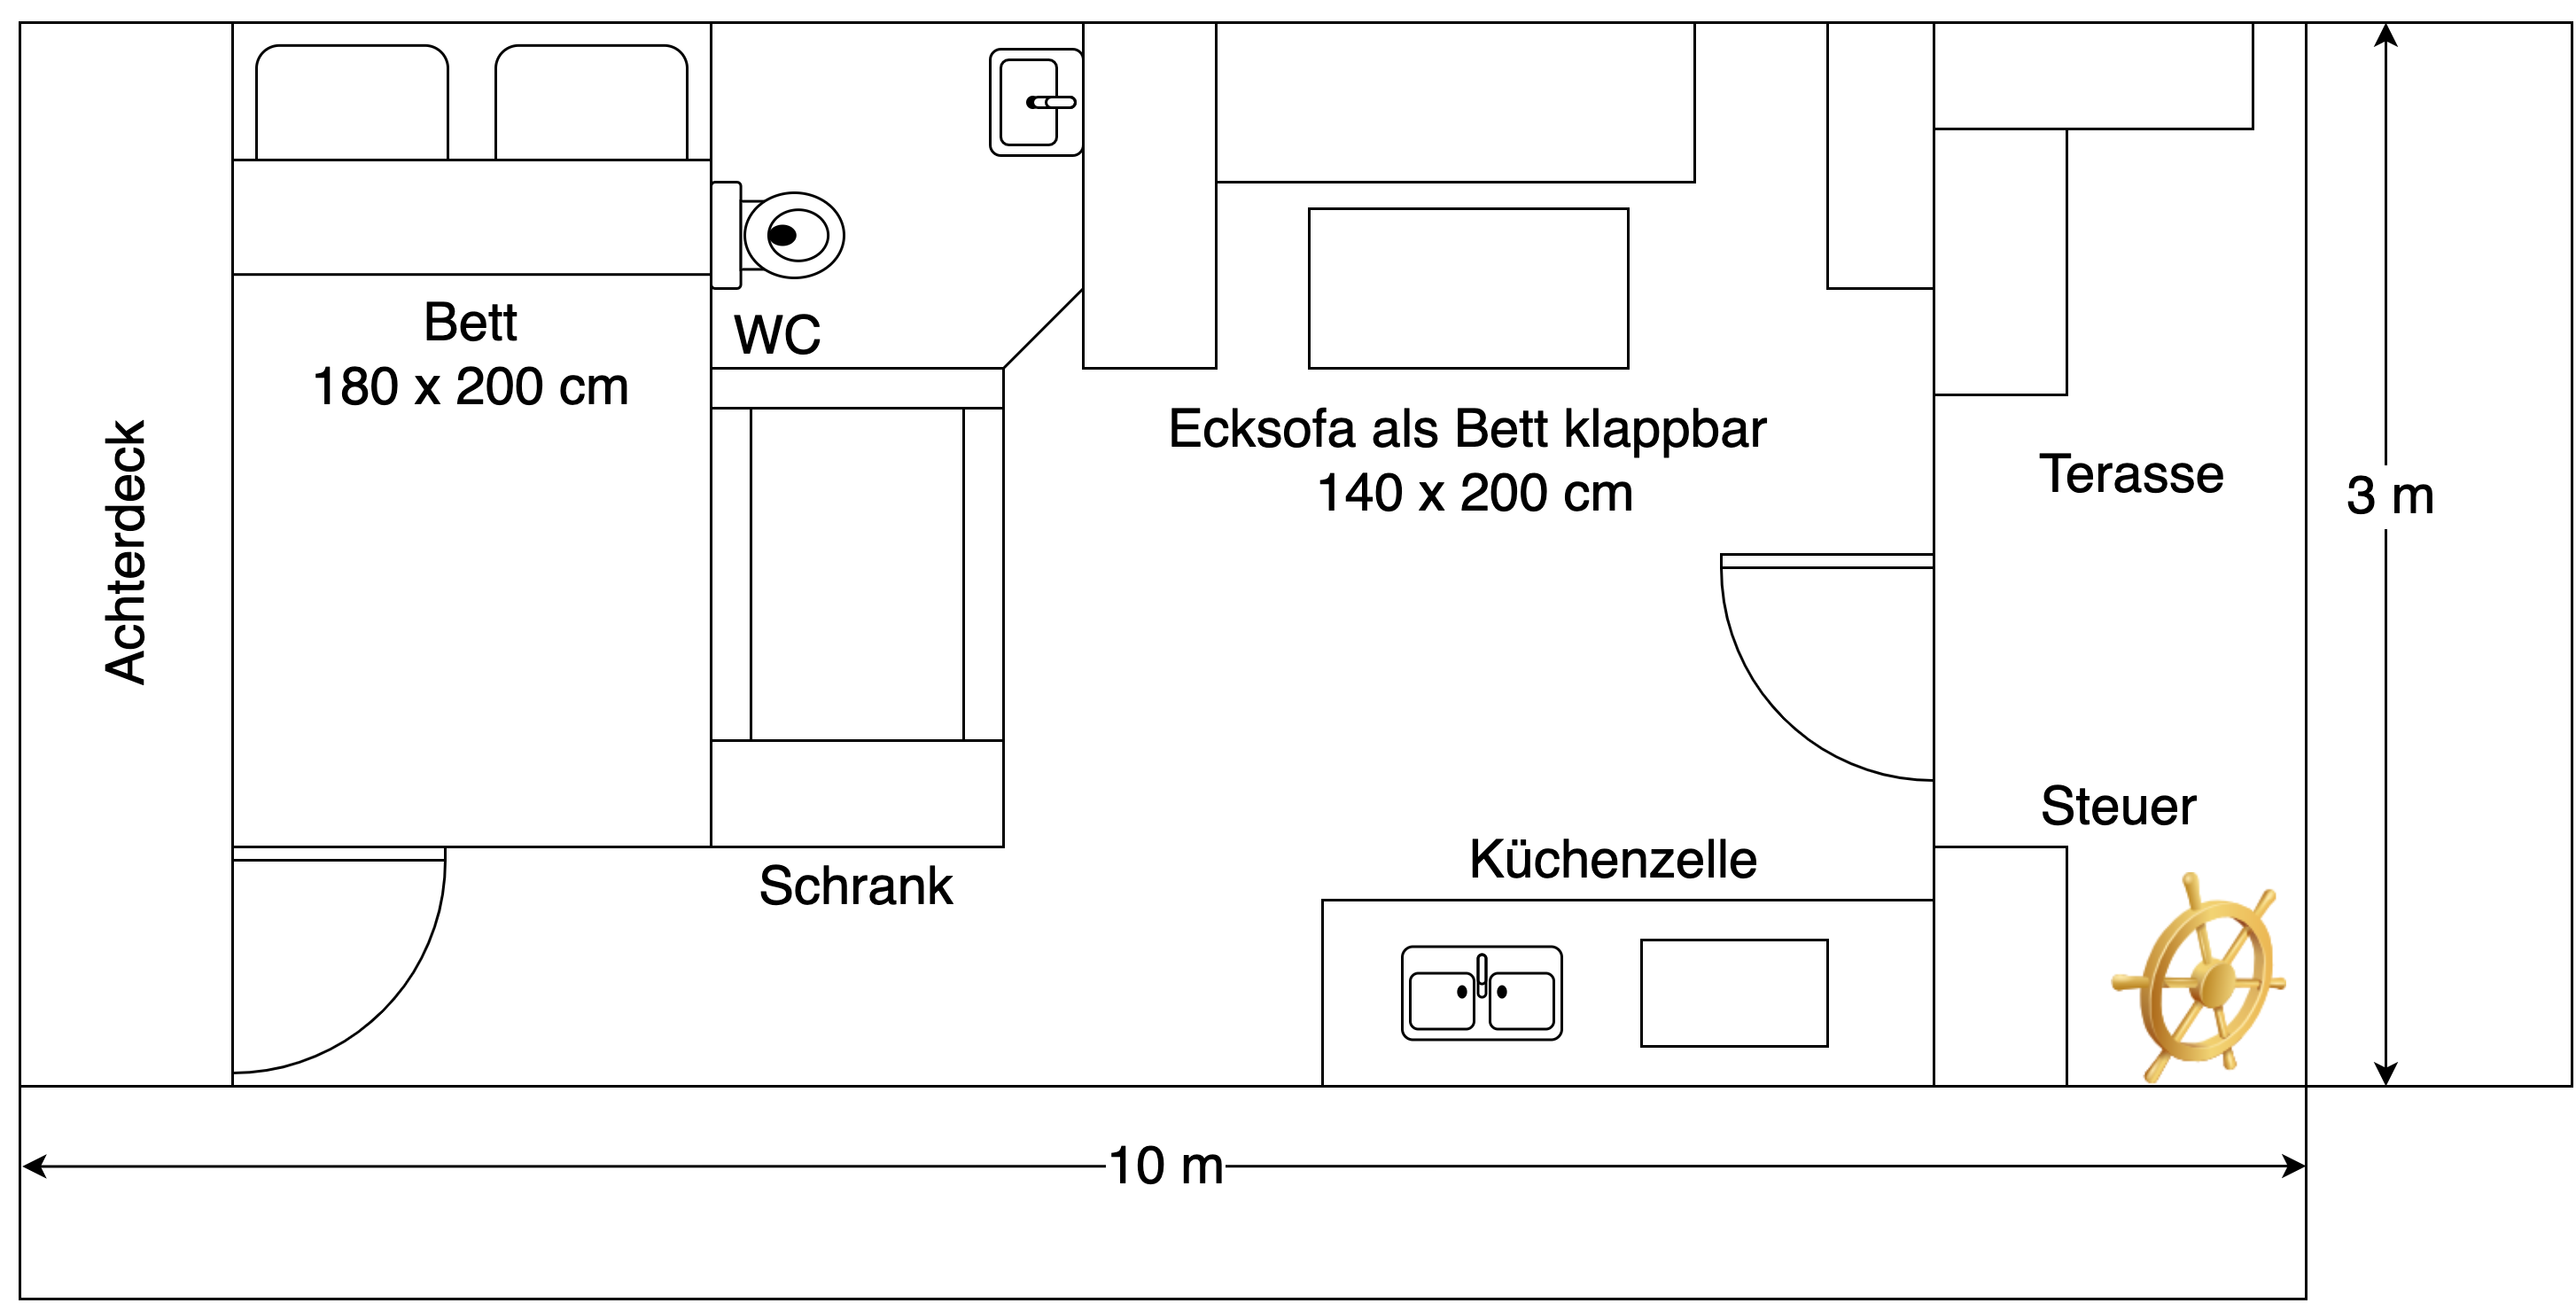 Achterdeck
Bett
180 x 200 cm
WC
Schrank
Ecksofa als Bett klappbar
140 x 200 cm
Küchenzelle
Terasse
Steuer
3 m
10 m